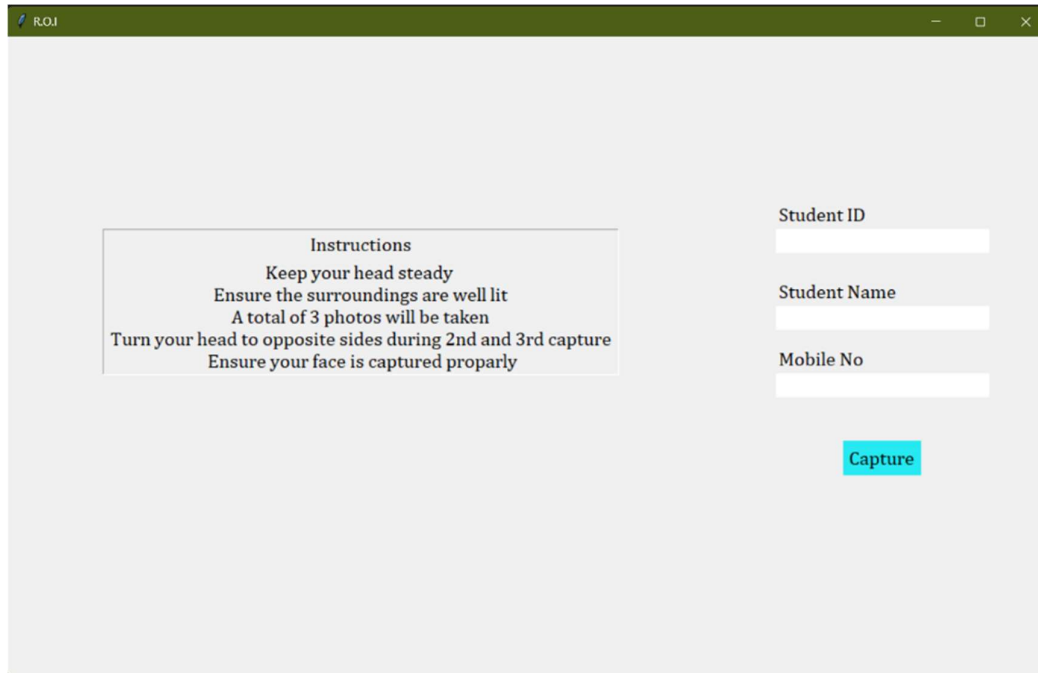 R.O.I
Instructions
Keep your head steady
Ensure the surroundings are well lit
A total of 3 photos will be taken
Turn your head to opposite sides during 2nd and 3rd capture
Ensure your face is captured proparly
Student ID
Student Name
Mobile No
Capture